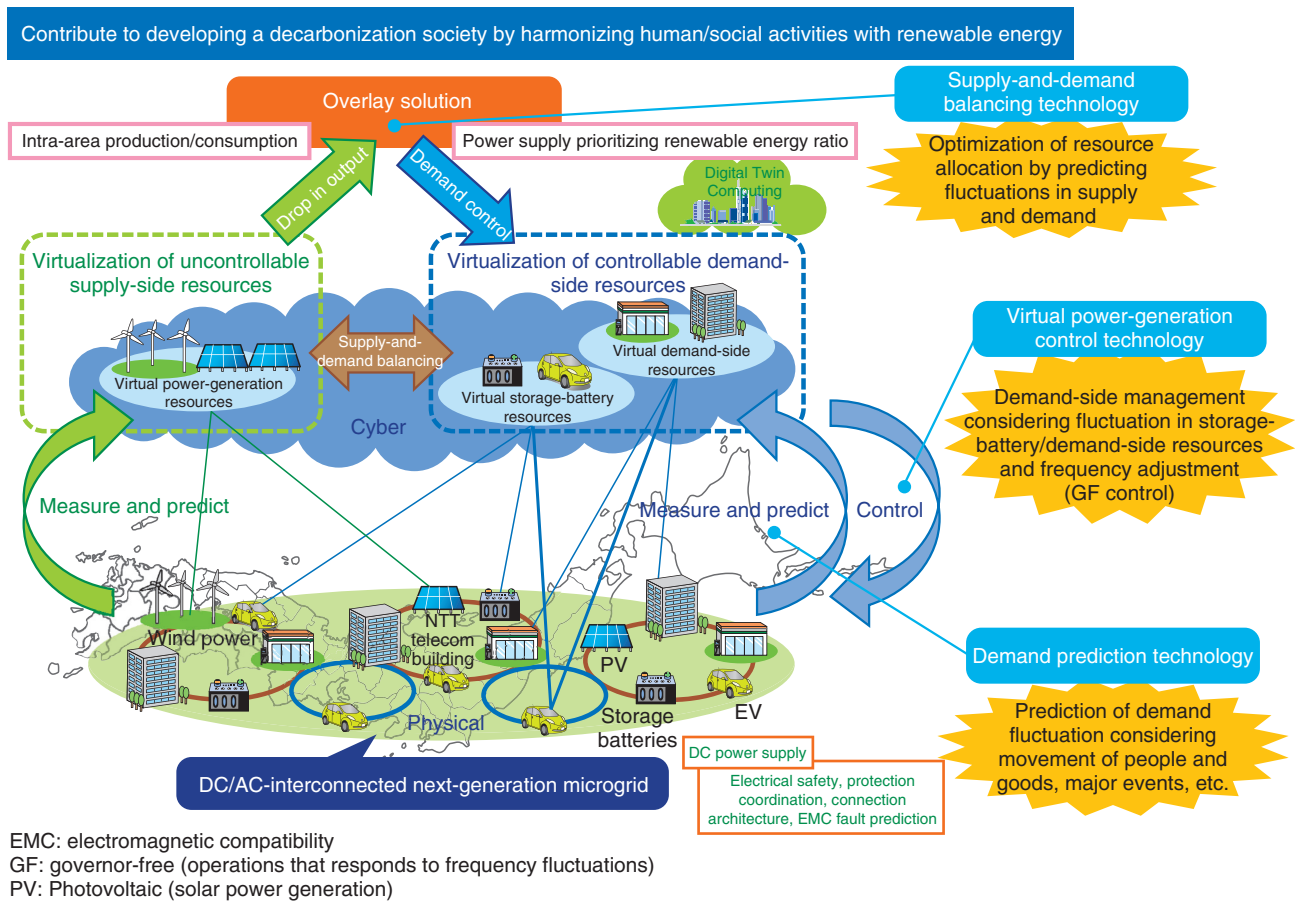 Contribute to developing a decarbonization society by harmonizing human/social activities with renewable energy
Overlay solution
Supply-and-demand
balancing technology
Intra-area production/consumption
Power supply prioritizing renewable energy ratio
Optimization of resource
allocation by predicting
fluctuations in supply
and demand
Drop in output
Demand control
Digital Twin
Computing
Virtualization of uncontrollable
supply-side resources
Virtualization of controllable demand-
side resources
Virtual power-generation
control technology
Supply-and-
demand balancing
Virtual demand-side
resources
Virtual power-generation
resources
Virtual storage-battery
resources
Cyber
Demand-side management
considering fluctuation in storage-
battery/demand-side resources
and frequency adjustment
(GF control)
Measure and predict
Measure and predict
Control
Wind power
NTT
telecom
building
PV
Storage
batteries
EV
Physical
Demand prediction technology
Prediction of demand
fluctuation considering
movement of people and
goods, major events, etc.
DC/AC-interconnected next-generation microgrid
DC power supply
Electrical safety, protection
coordination, connection
architecture, EMC fault prediction
EMC: electromagnetic compatibility
GF: governor-free (operations that responds to frequency fluctuations)
PV: Photovoltaic (solar power generation)